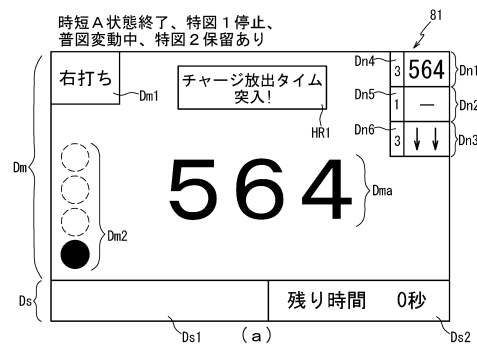 時短A状態終了、特図1停止、
普図変動中、特図2保留あり
81
右打ち
Dm1
チャージ放出タイム
突入!
HR1
Dn4
3
564
Dn1
Dn5
1
—
Dn2
Dn6
3
↓↓
Dn3
Dm
564
Dma
Dm2
Ds
残り時間 0秒
Ds1
(a)
Ds2